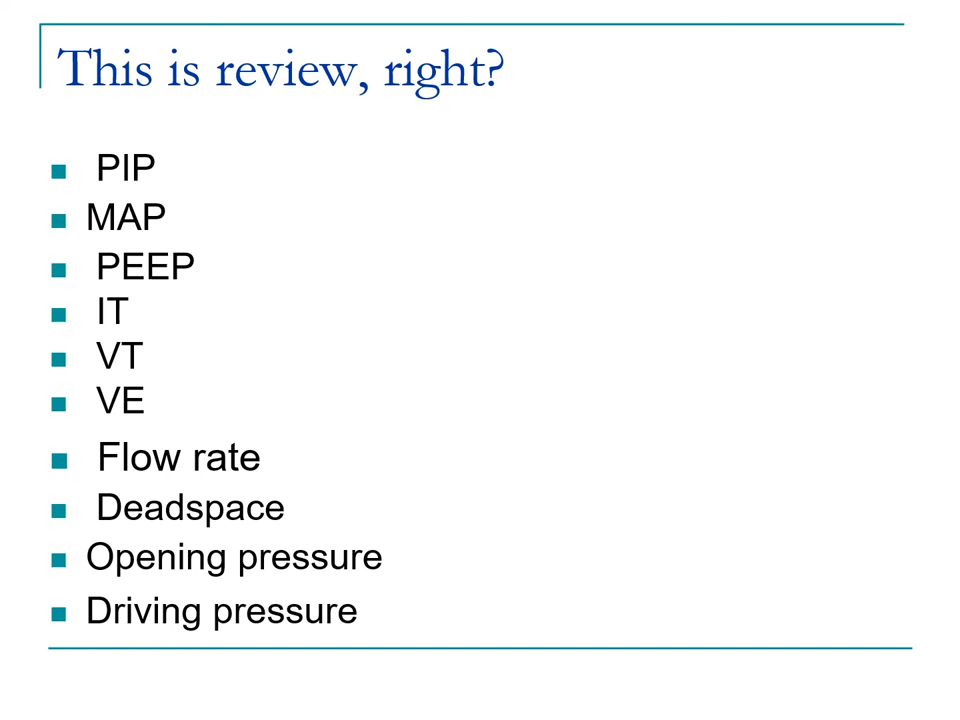 This is review, right?
PIP
MAP
PEEP
IT
VT
VE
Flow rate
Deadspace
Opening pressure
Driving pressure